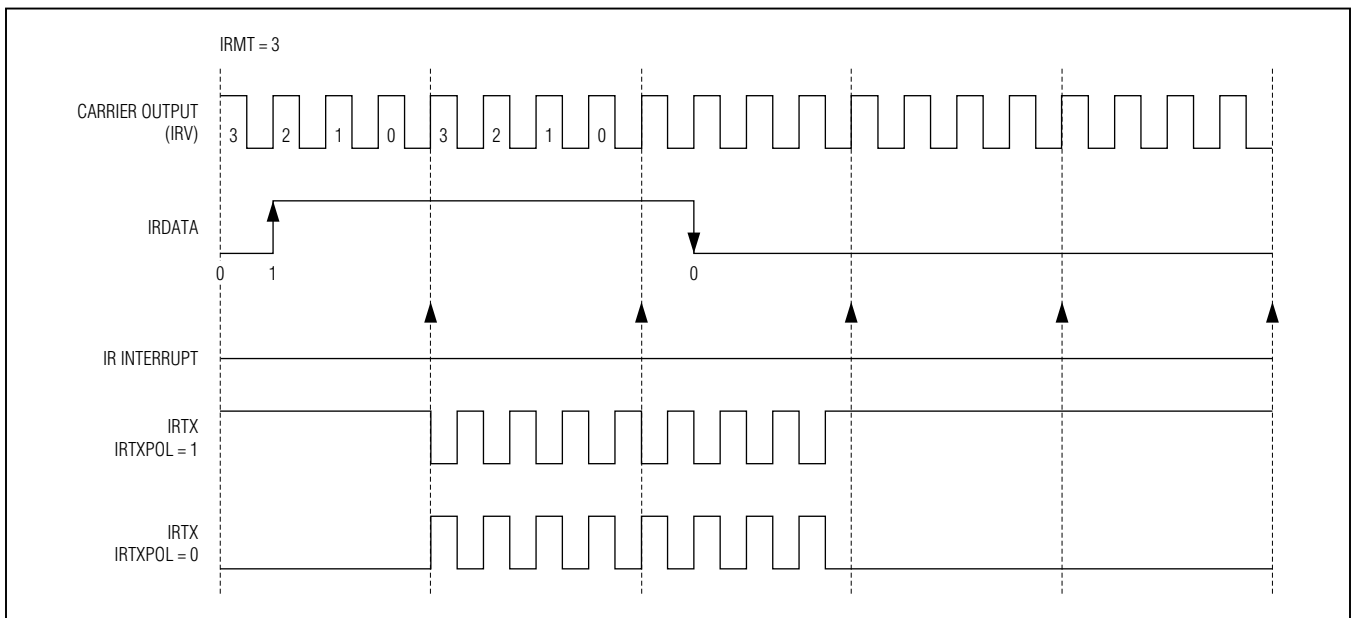 IRMT = 3
CARRIER OUTPUT
(IRV)
3 2 1 0 3 2 1 0
IRDATA
0 1 0
IR INTERRUPT
IRTX
IRTXPOL = 1
IRTX
IRTXPOL = 0